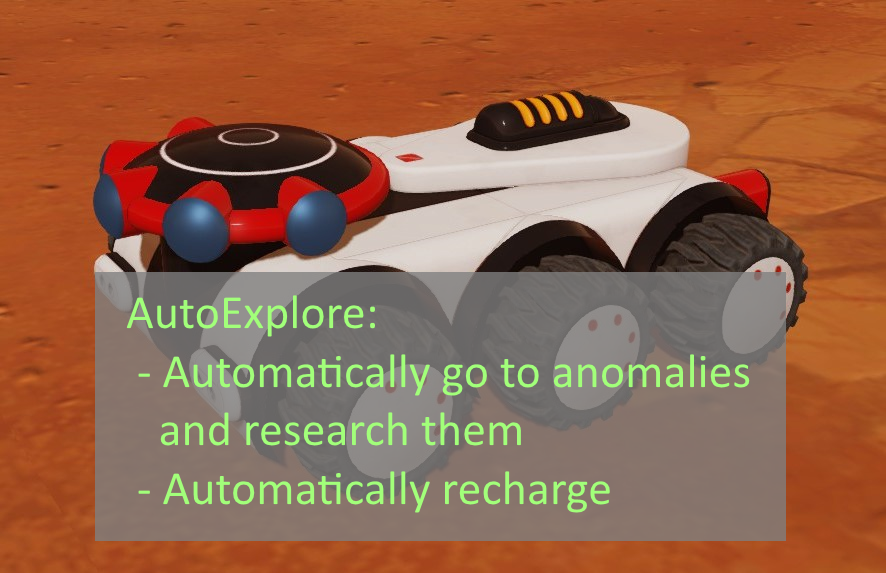 AutoExplore:
- Automatically go to anomalies
and research them
- Automatically recharge